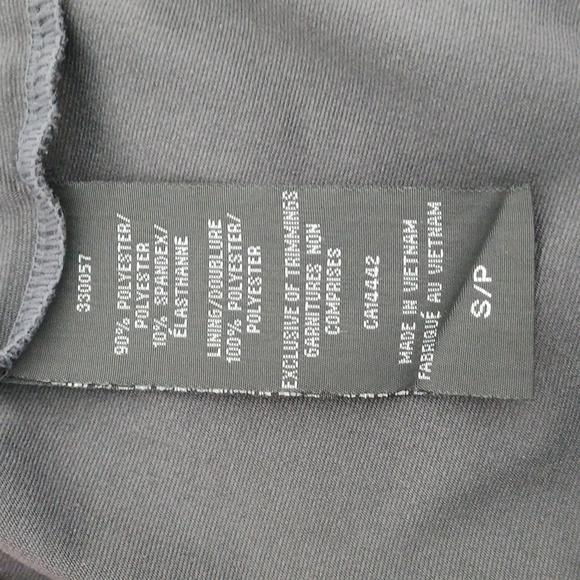 330057
90% POLYESTER/
POLYESTER
10% SPANDEX/
ÉLASTHANNE
LINING/DOUBLURE
100% POLYESTER/
POLYESTER
EXCLUSIVE OF TRIMMINGS
GARNITURES NON
COMPRISES
CA14442
MADE IN VIETNAM
FABRIQUÉ AU VIETNAM
S/P